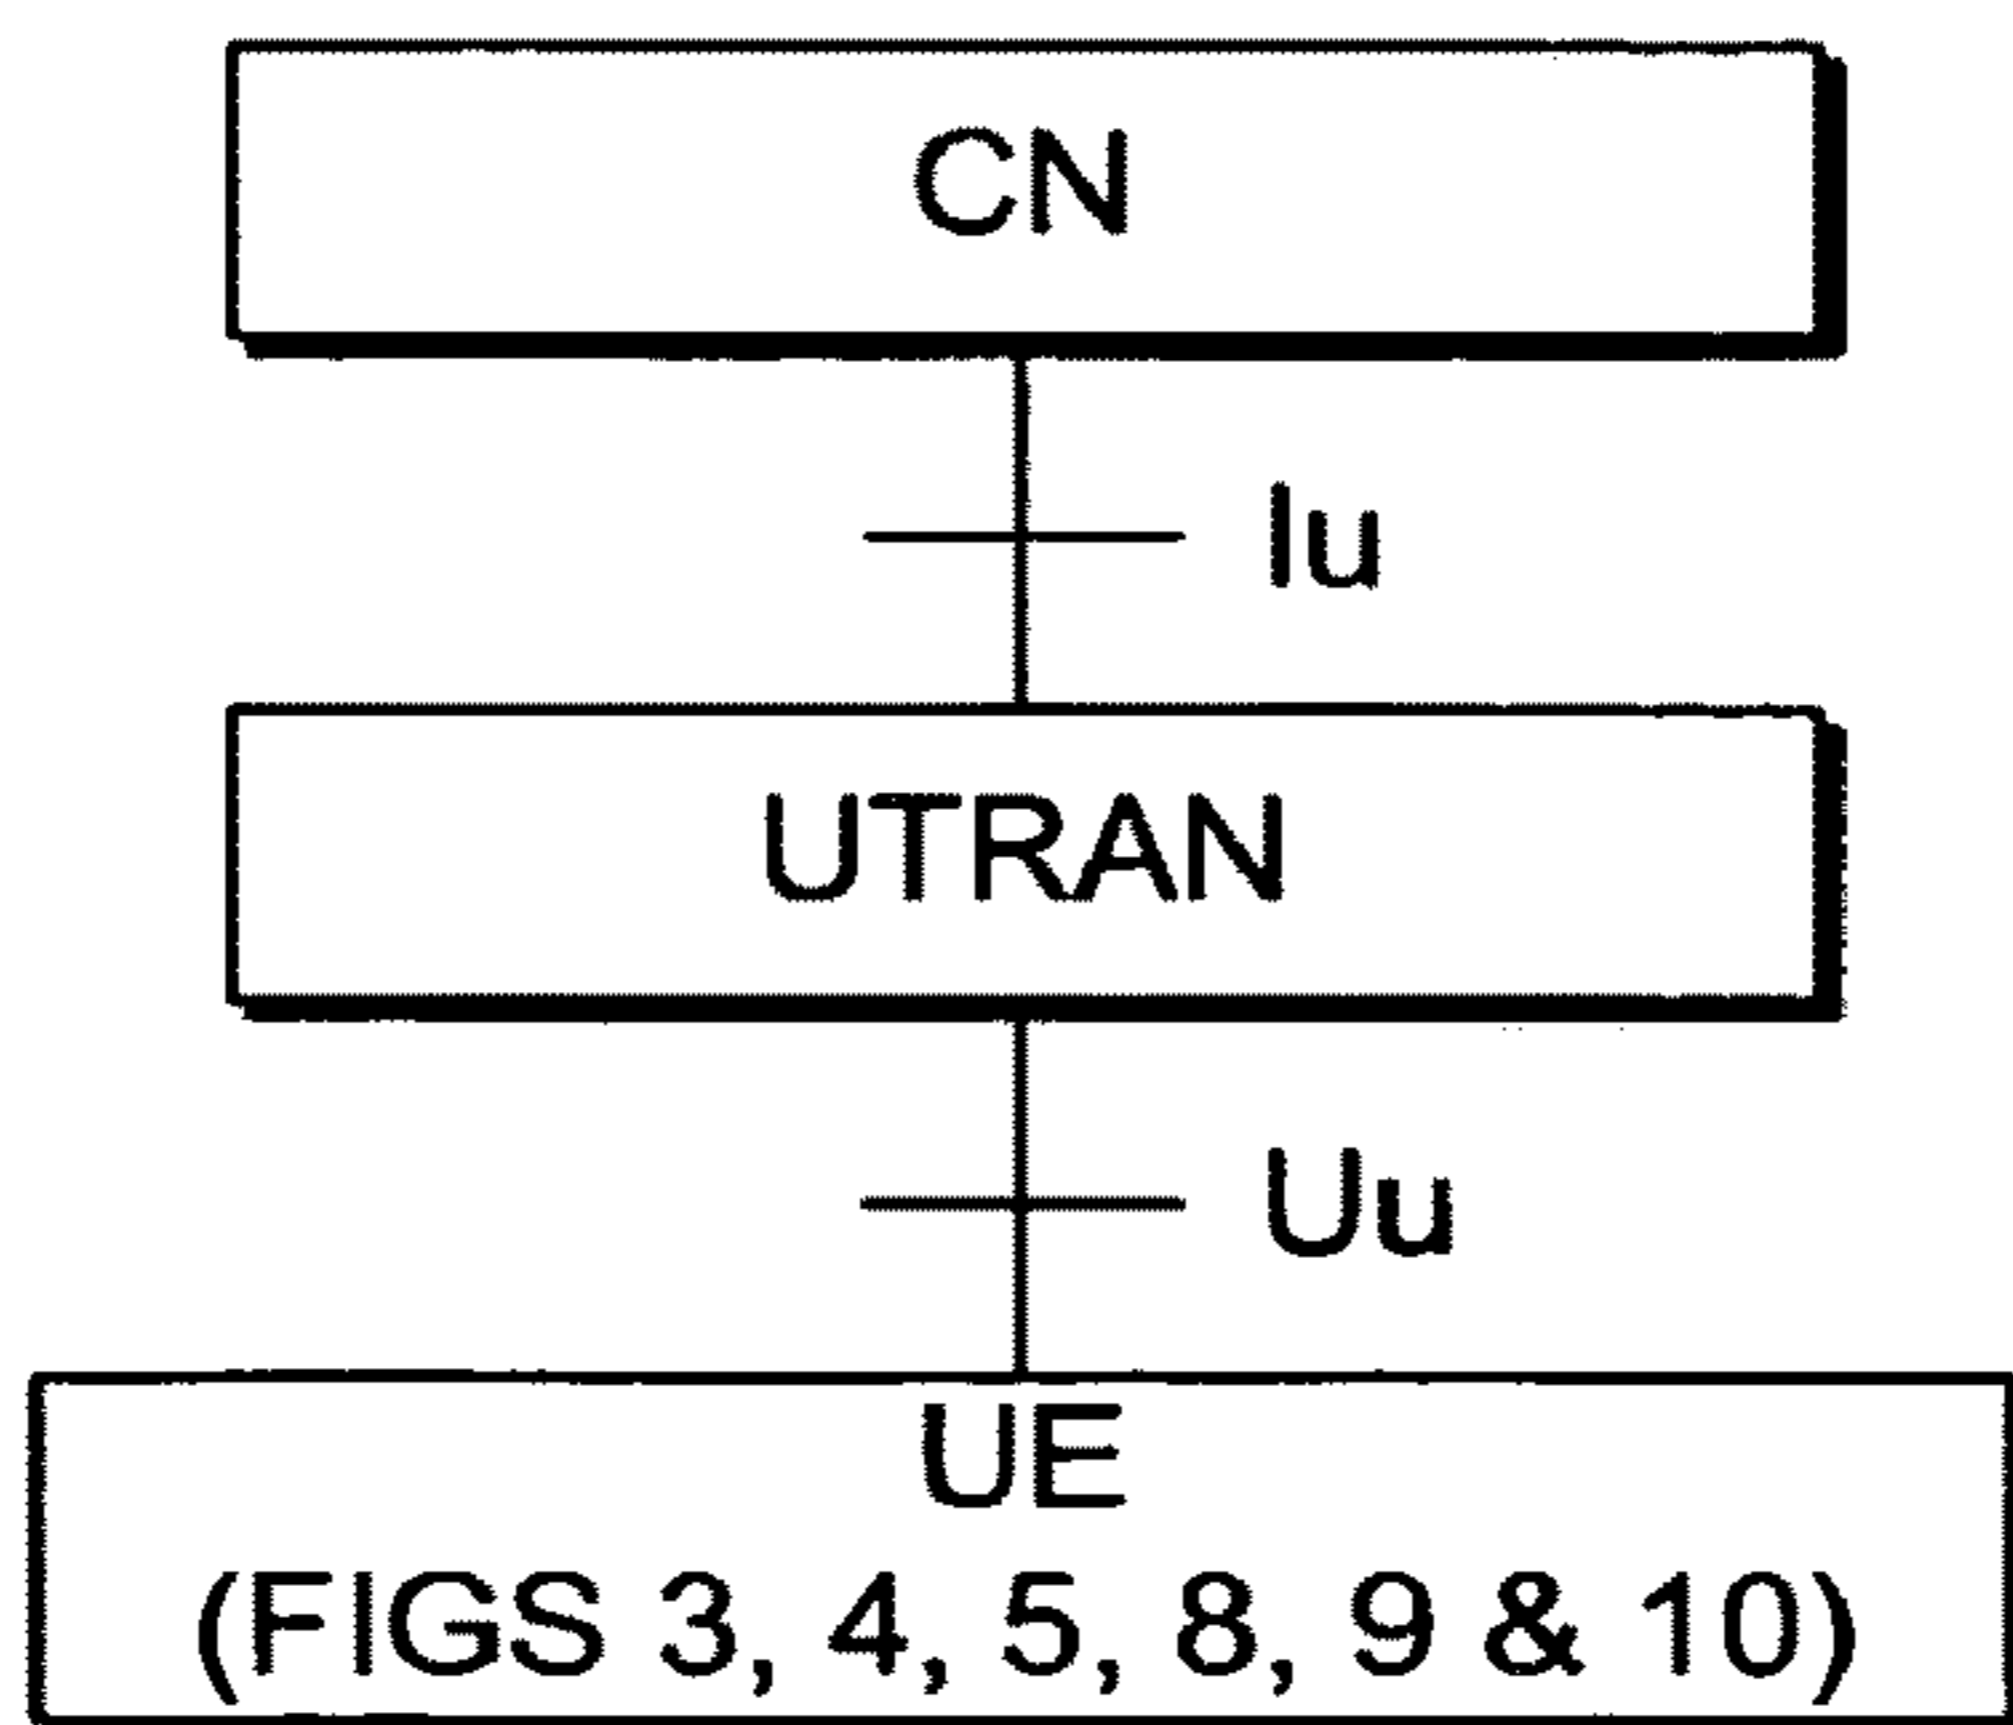 CN
Iu
UTRAN
Uu
UE
(FIGS 3, 4, 5, 8, 9 & 10)